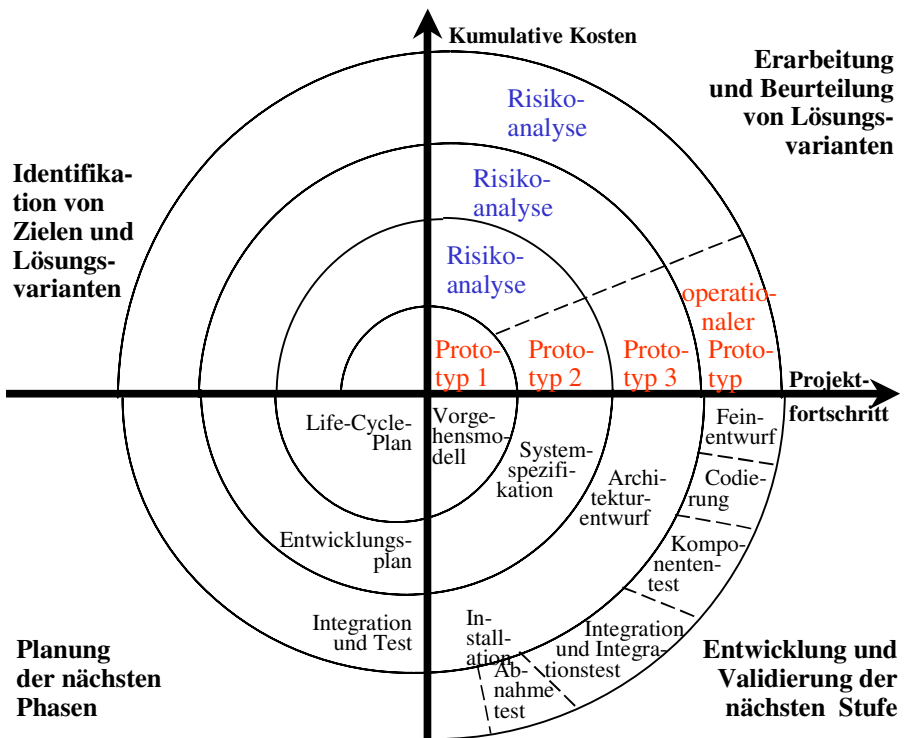 Kumulative Kosten
Erarbeitung
und Beurteilung
von Lösungs-
varianten
Risiko-
analyse
Identifika-
tion von
Zielen und
Lösungs-
varianten
Risiko-
analyse
Risiko-
analyse
operatio-
naler
Proto-
typ
Proto-
typ 1
Proto-
typ 2
Proto-
typ 3
Projekt-
fortschritt
Life-Cycle-
Plan
Vorge-
hensmo-
dell
System-
spezifi-
kation
Archi-
tektur-
entwurf
Fein-
entwurf
Codie-
rung
Kompo-
nenten-
test
Entwicklungs-
plan
Integration
und Test
In-
stall-
ation
Ab-
nahme
test
Integration
und Integra-
tionstest
Planung
der nächsten
Phasen
Entwicklung und
Validierung der
nächsten Stufe